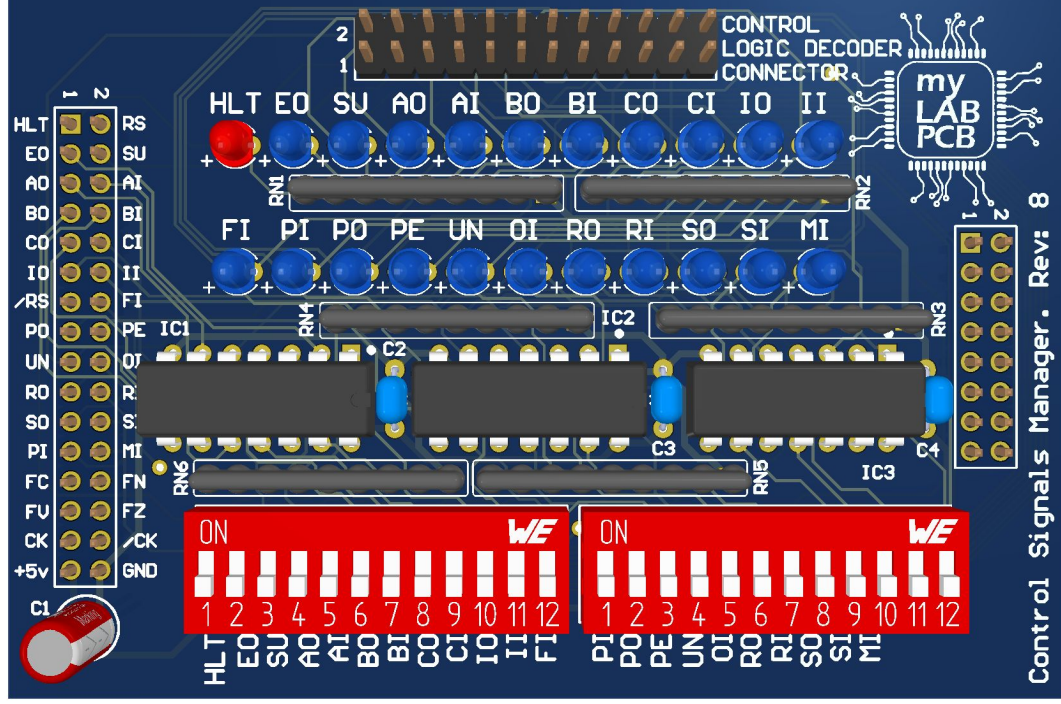 CONTROL
LOGIC DECODER
CONNECTOR
2
1
my
LAB
PCB
HLT EO SU AO AI BO BI CO CI IO II
+ + + + + + + + + + +
RN1
RN2
FI PI PO PE UN OI RO RI SO SI MI
+ + + + + + + + + + +
RN4
RN3
1 2
HLT RS
EO SU
AO AI
BO BI
CO CI
IO II
/RS FI
PO PE
UN
RO
SO
PI MI
FC FN
FV FZ
CK /CK
+5v GND
1 2
IC1
C2
IC2
C3
IC3
C4
RN6
RN5
ON
WE
1 2 3 4 5 6 7 8 9 10 11 12
HLT EO SU AO AI BO BI CO CI IO II FI
ON
WE
1 2 3 4 5 6 7 8 9 10 11 12
PI PO PE UN OI RO RI SO SI MI
C1
Marking
Control Signals Manager. Rev: 8